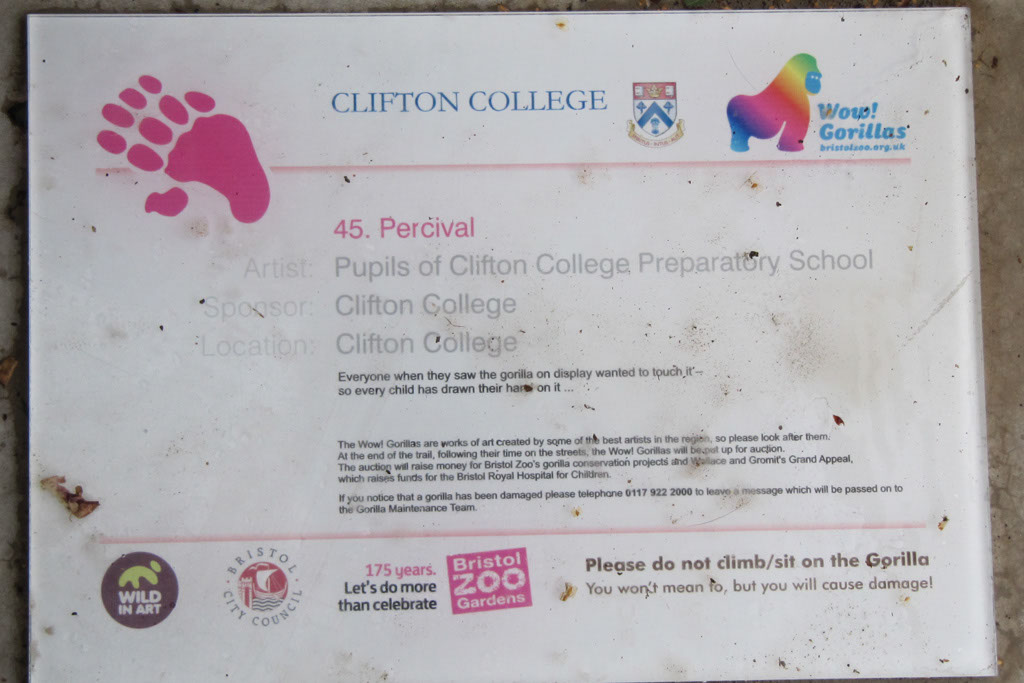 CLIFTON COLLEGE
Wow!
Gorillas
bristolzoo.org.uk
45. Percival
Artist: Pupils of Clifton College Preparatory School
Sponsor: Clifton College
Location: Clifton College
Everyone when they saw the gorilla on display wanted to touch it –
so every child has drawn their hand on it ...
The Wow! Gorillas are works of art created by some of the best artists in the region, so please look after them.
At the end of the trail, following their time on the streets, the Wow! Gorillas will be put up for auction.
The auction will raise money for Bristol Zoo's gorilla conservation projects and Wallace and Gromit's Grand Appeal,
which raises funds for the Bristol Royal Hospital for Children.
If you notice that a gorilla has been damaged please telephone 0117 922 2000 to leave a message which will be passed on to
the Gorilla Maintenance Team.
WILD
IN ART
BRISTOL
CITY COUNCIL
175 years.
Let's do more
than celebrate
Bristol
ZOO
Gardens
Please do not climb/sit on the Gorilla
You won't mean to, but you will cause damage!